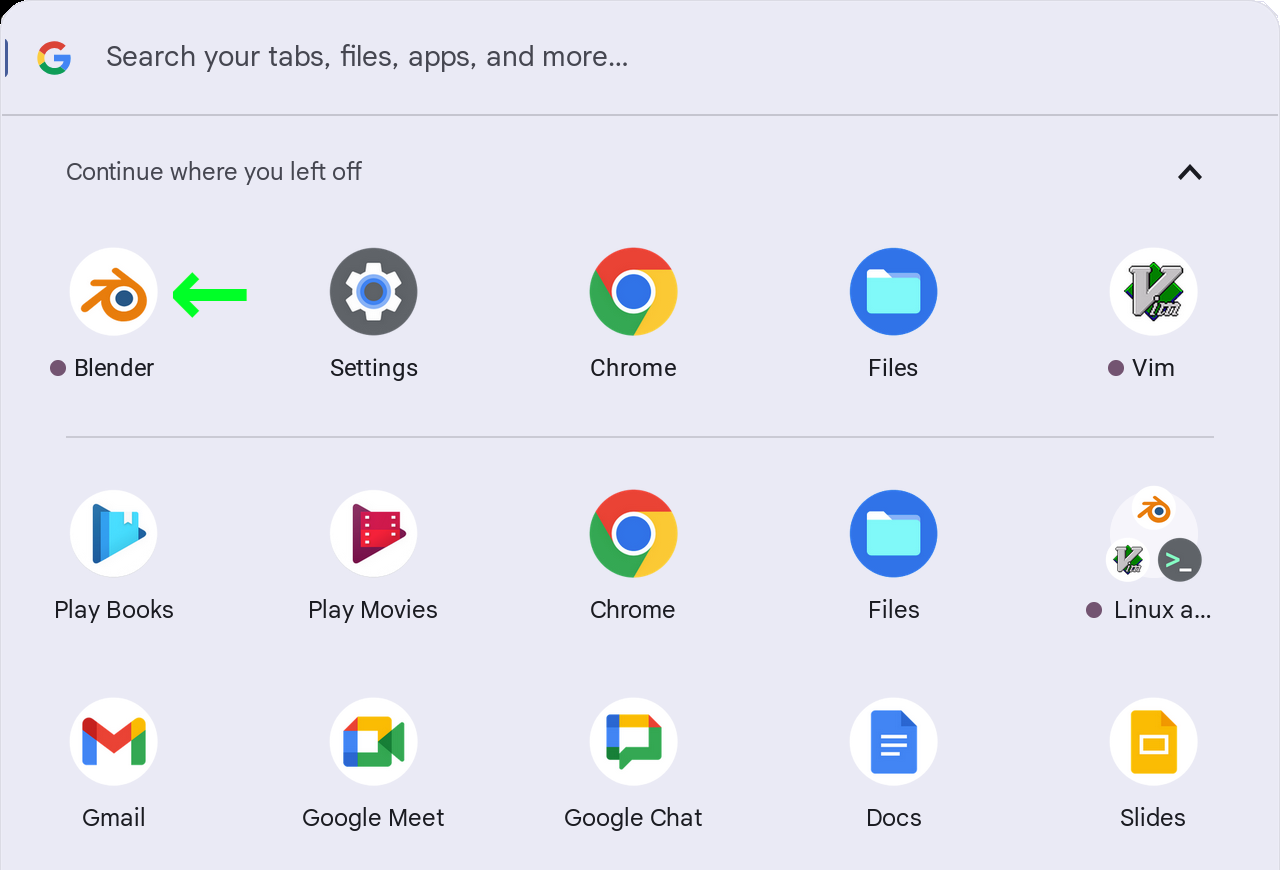 Search your tabs, files, apps, and more...
Continue where you left off
Blender Settings Chrome Files Vim
Play Books Play Movies Chrome Files Linux a...
Gmail Google Meet Google Chat Docs Slides